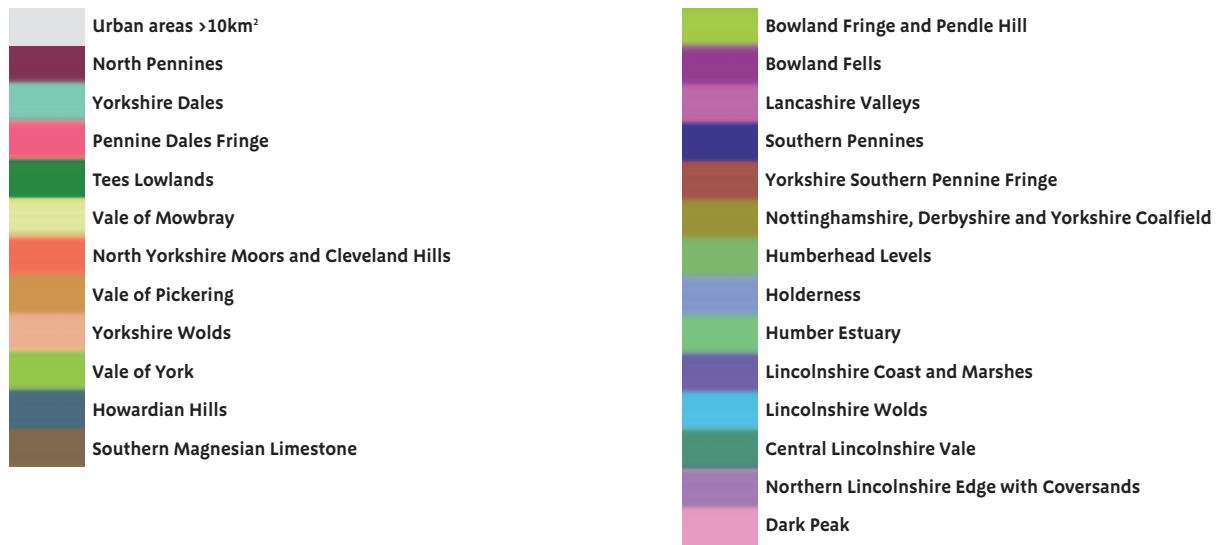 Urban areas >10km²
North Pennines
Yorkshire Dales
Pennine Dales Fringe
Tees Lowlands
Vale of Mowbray
North Yorkshire Moors and Cleveland Hills
Vale of Pickering
Yorkshire Wolds
Vale of York
Howardian Hills
Southern Magnesian Limestone
Bowland Fringe and Pendle Hill
Bowland Fells
Lancashire Valleys
Southern Pennines
Yorkshire Southern Pennine Fringe
Nottinghamshire, Derbyshire and Yorkshire Coalfield
Humberhead Levels
Holderness
Humber Estuary
Lincolnshire Coast and Marshes
Lincolnshire Wolds
Central Lincolnshire Vale
Northern Lincolnshire Edge with Coversands
Dark Peak